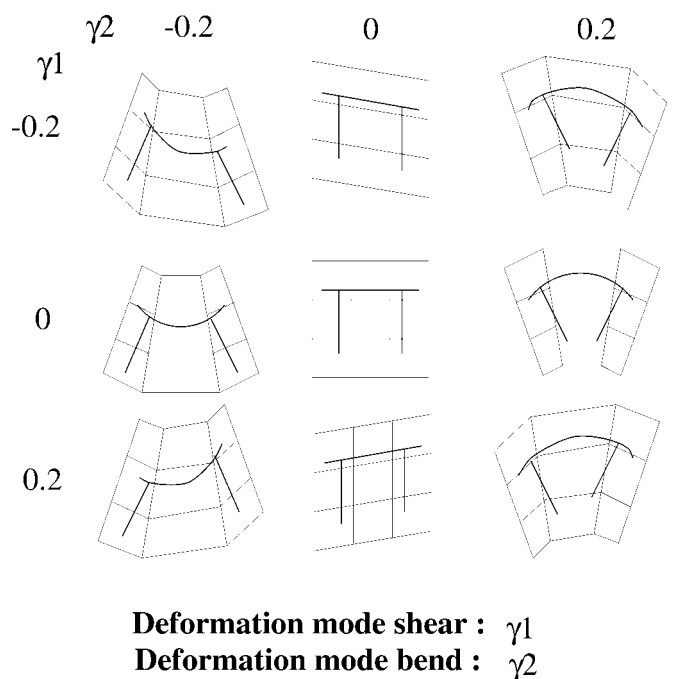 γ2 -0.2 0 0.2
γ1
-0.2
0
0.2
Deformation mode shear : γ1
Deformation mode bend : γ2